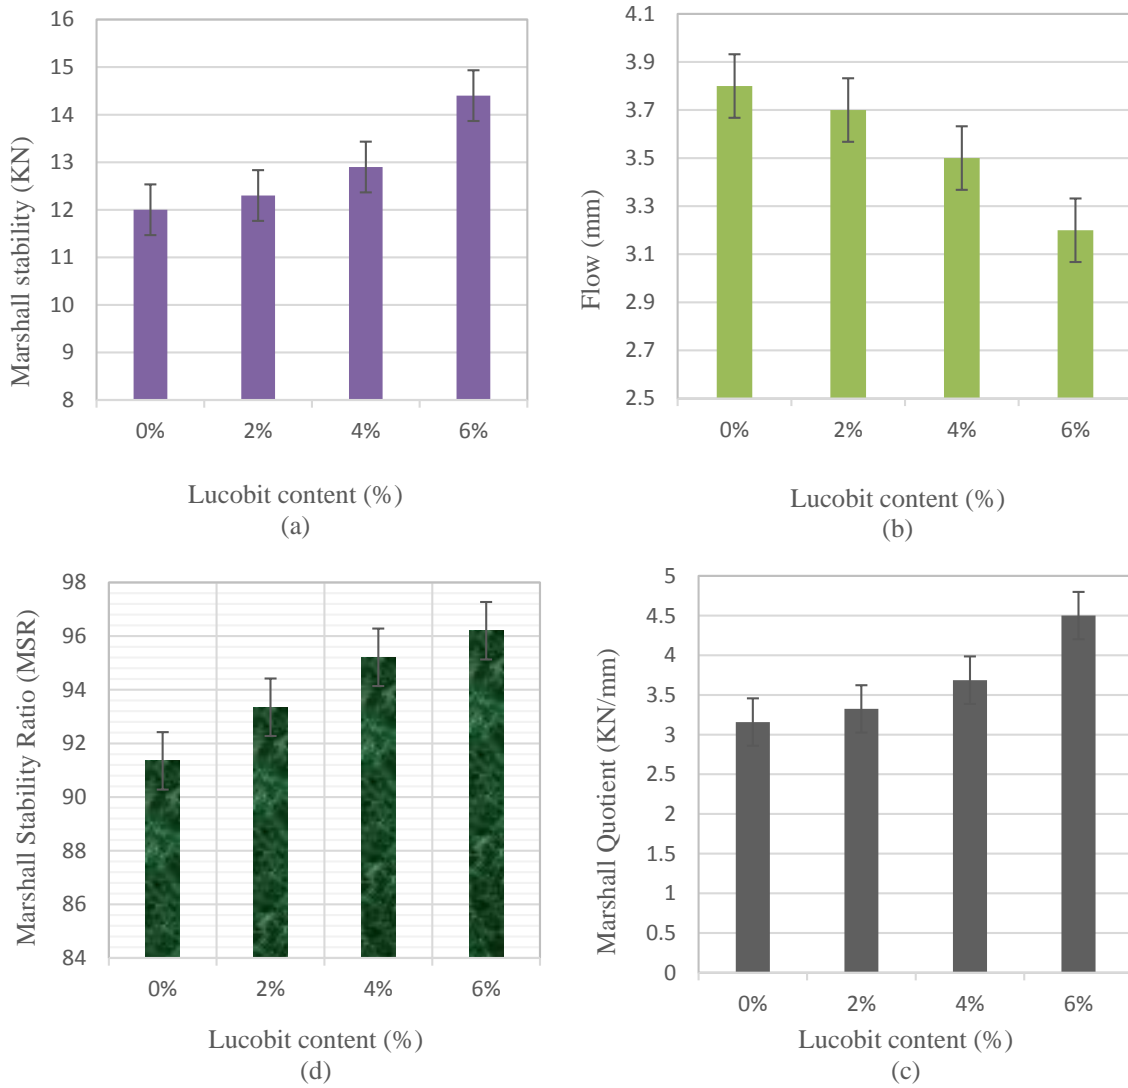 Marshall stability (KN)
16
15
14
13
12
11
10
9
8
0% 2% 4% 6%
Lucobit content (%)
(a)
Flow (mm)
4.1
3.9
3.7
3.5
3.3
3.1
2.9
2.7
2.5
0% 2% 4% 6%
Lucobit content (%)
(b)
Marshall Stability Ratio (MSR)
98
96
94
92
90
88
86
84
0% 2% 4% 6%
Lucobit content (%)
(d)
Marshall Quotient (KN/mm)
5
4.5
4
3.5
3
2.5
2
1.5
1
0.5
0
0% 2% 4% 6%
Lucobit content (%)
(c)